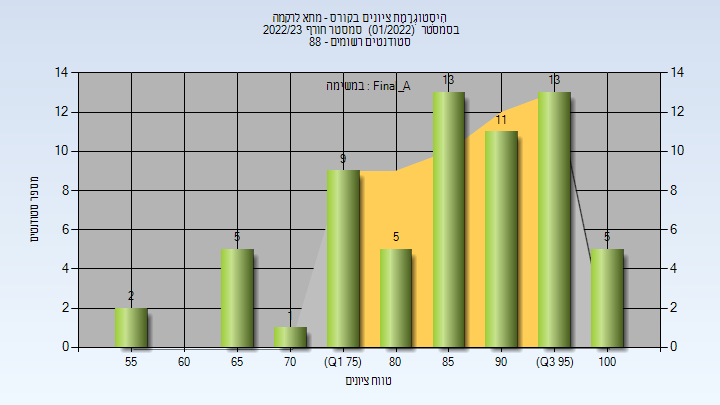 היסטוגרמת ציונים בקורס - מתא לרקמה
בסמסטר (01/2022) סמסטר חורף 2022/23
סטודנטים רשומים - 88
במשימה : Final_A
14 14
12 12
10 10
8 8
6 6
4 4
2 2
0 0
2 5 1 9 5 13 11 13 5
55 60 65 70 (Q1 75) 80 85 90 (Q3 95) 100
מספר סטודנטים
טווח ציונים